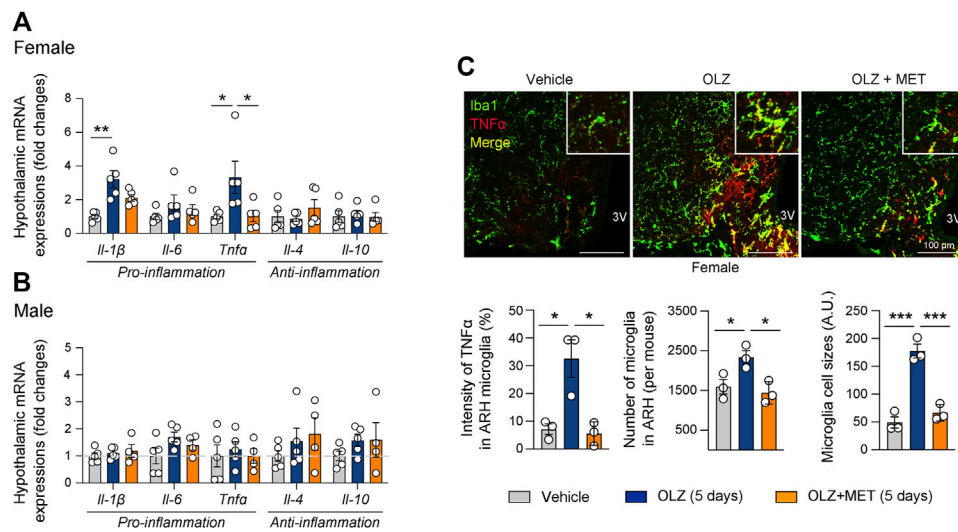 A
Female
Hypothalamic mRNA
expressions (fold changes)
8
6
4
2
0
**
*
*
Il-1β
Il-6
Tnfα
Il-4
Il-10
Pro-inflammation
Anti-inflammation
B
Male
Hypothalamic mRNA
expressions (fold changes)
5
4
3
2
1
0
Il-1β
Il-6
Tnfα
Il-4
Il-10
Pro-inflammation
Anti-inflammation
C
Vehicle
OLZ
OLZ + MET
Iba1
TNFα
Merge
3V
3V
3V
100 µm
Female
Intensity of TNFα
in ARH microglia (%)
50
40
30
20
10
0
*
*
Number of microglia
in ARH (per mouse)
3500
2500
1500
500
*
*
Microglia cell sizes (A.U.)
250
200
150
100
50
0
***
***
Vehicle
OLZ (5 days)
OLZ+MET (5 days)